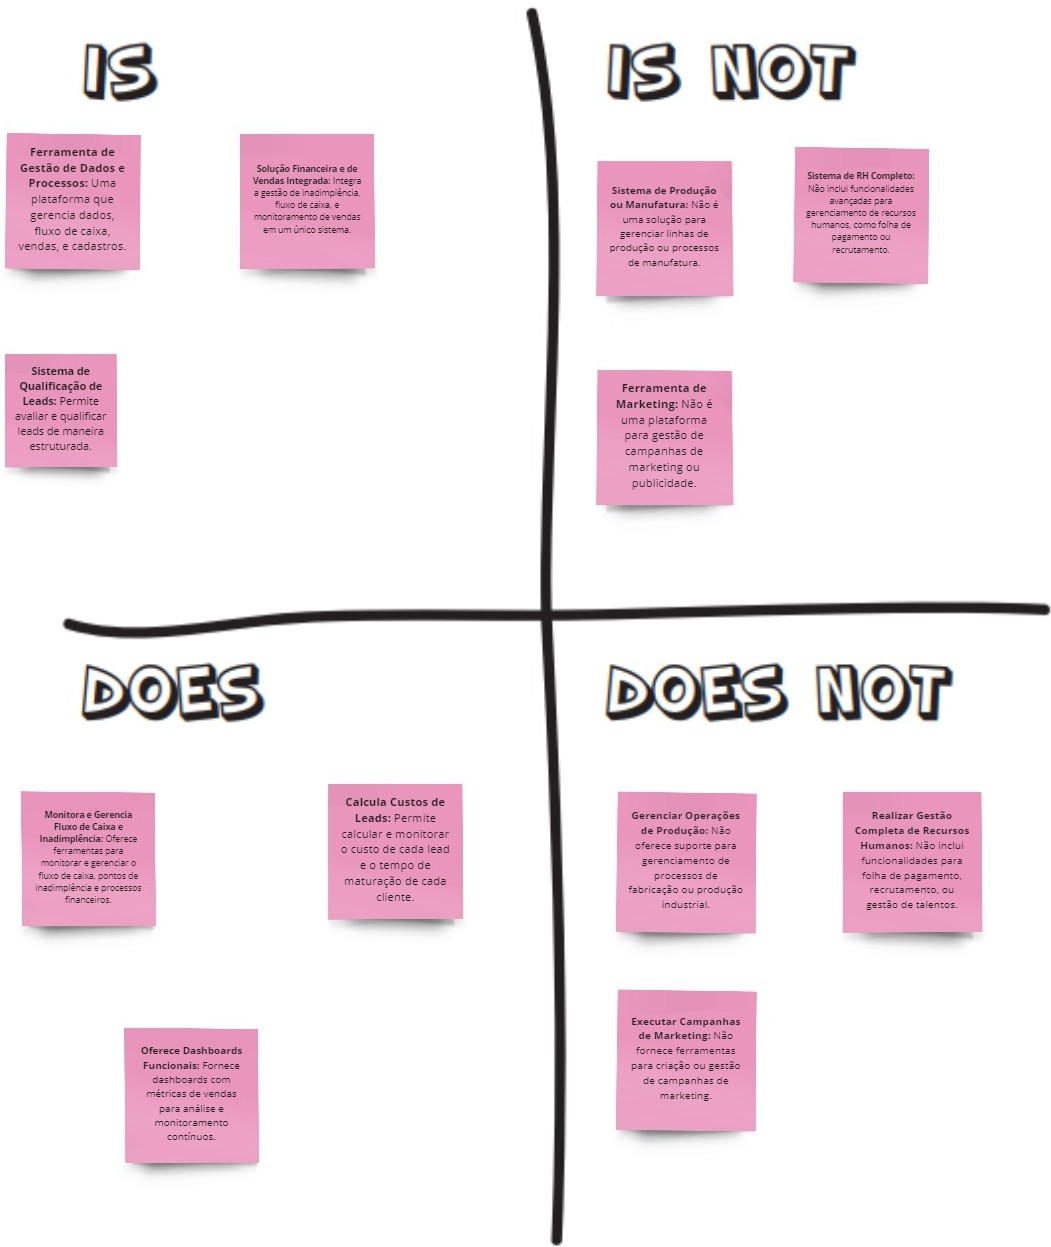 IS
Ferramenta de
Gestão de Dados e
Processos: Uma
plataforma que
gerencia dados,
fluxo de caixa,
vendas, e cadastros.
Solução Financeira e de
Vendas Integrada: Integra
a gestão de inadimplência,
fluxo de caixa, e
monitoramento de vendas
em um único sistema.
Sistema de
Qualificação de
Leads: Permite
avaliar e qualificar
leads de maneira
estruturada.
IS NOT
Sistema de Produção
ou Manufatura: Não é
uma solução para
gerenciar linhas de
produção ou processos
de manufatura.
Sistema de RH Completo:
Não inclui funcionalidades
avançadas para
gerenciamento de recursos
humanos, como folha de
pagamento ou
recrutamento.
Ferramenta de
Marketing: Não é
uma plataforma
para gestão de
campanhas de
marketing ou
publicidade.
DOES
Monitora e Gerencia
Fluxo de Caixa e
Inadimplência: Oferece
ferramentas para
monitorar e gerenciar o
fluxo de caixa, pontos de
inadimplência e processos
financeiros.
Calcula Custos de
Leads: Permite
calcular e monitorar
o custo de cada lead
e o tempo de
maturação de cada
cliente.
Oferece Dashboards
Funcionais: Fornece
dashboards com
métricas de vendas
para análise e
monitoramento
contínuos.
DOES NOT
Gerenciar Operações
de Produção: Não
oferece suporte para
gerenciamento de
processos de
fabricação ou produção
industrial.
Realizar Gestão
Completa de Recursos
Humanos: Não inclui
funcionalidades para
folha de pagamento,
recrutamento, ou
gestão de talentos.
Executar Campanhas
de Marketing: Não
fornece ferramentas
para criação ou gestão
de campanhas de
marketing.